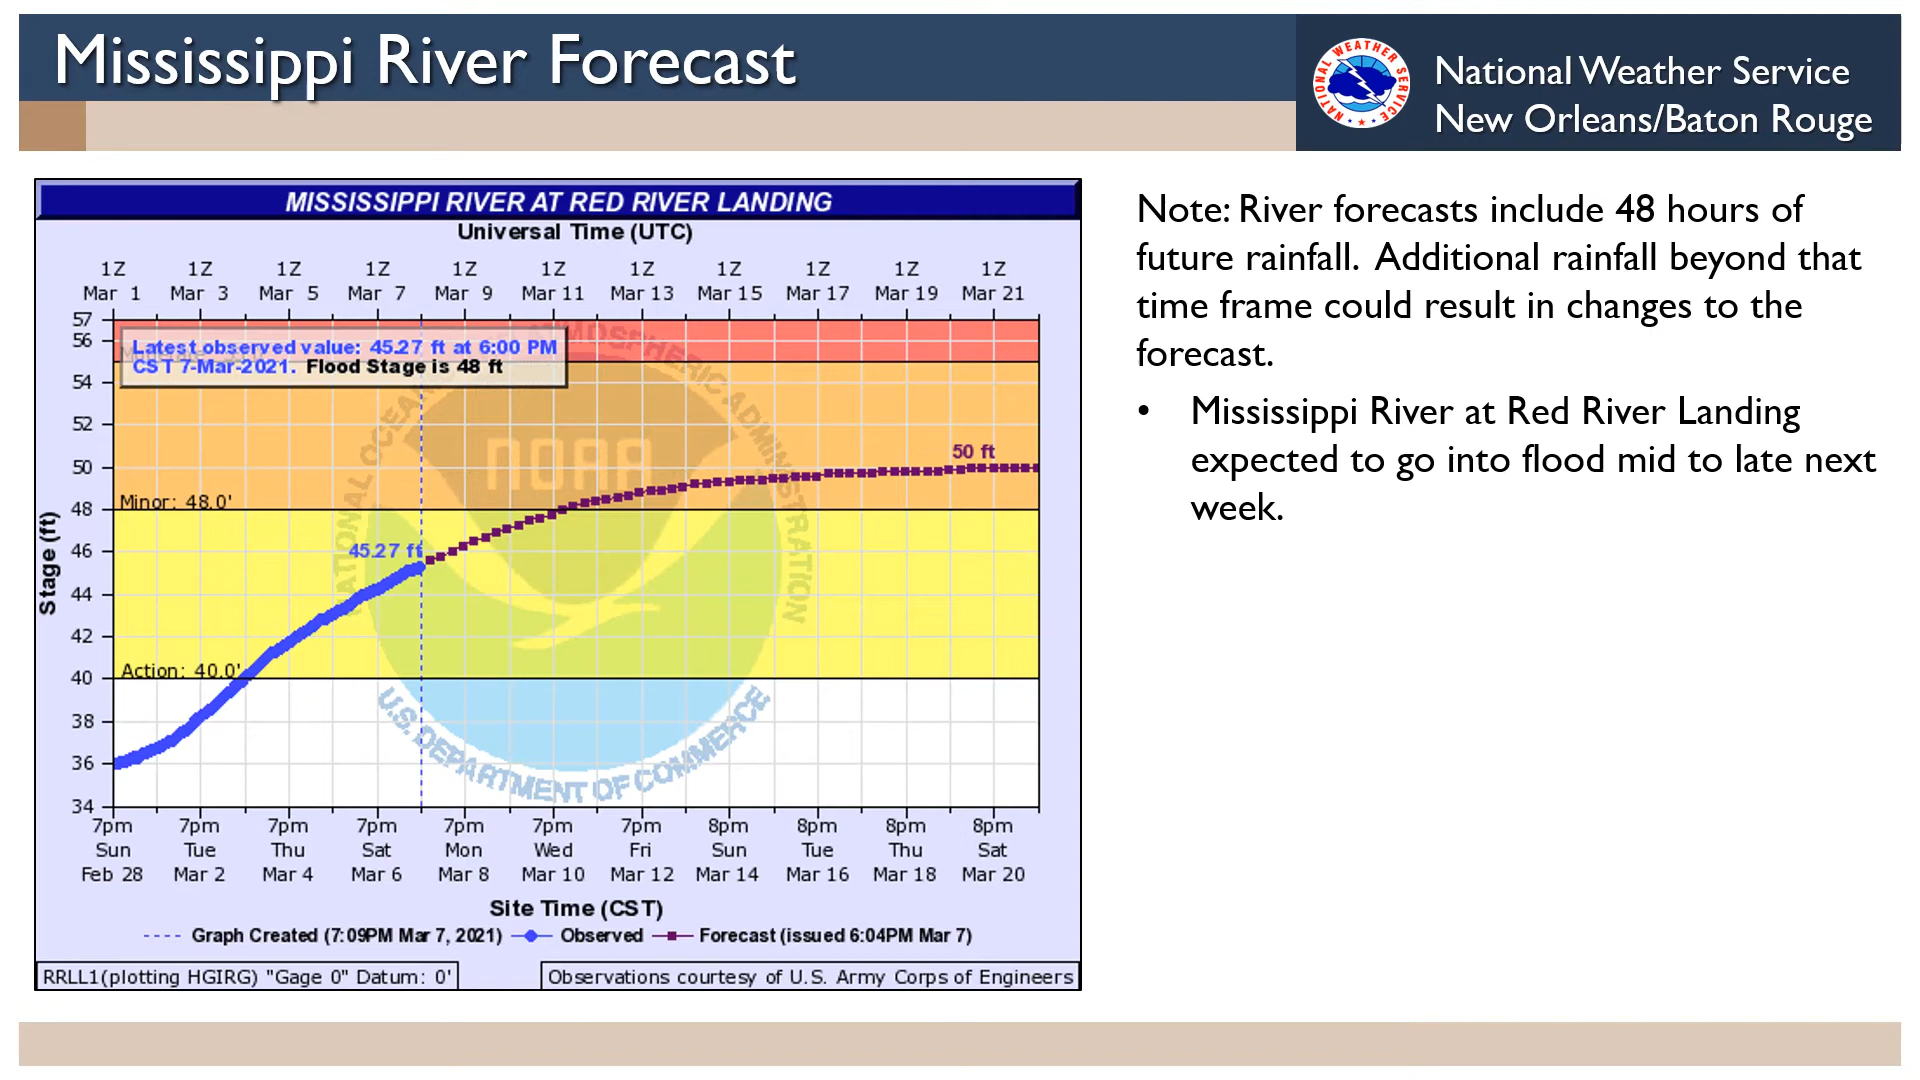 Mississippi River Forecast
NATIONAL WEATHER SERVICE
National Weather Service
New Orleans/Baton Rouge
MISSISSIPPI RIVER AT RED RIVER LANDING
Universal Time (UTC)
1Z 1Z 1Z 1Z 1Z 1Z 1Z 1Z 1Z 1Z 1Z
Mar 1 Mar 3 Mar 5 Mar 7 Mar 9 Mar 11 Mar 13 Mar 15 Mar 17 Mar 19 Mar 21
57
56
Latest observed value: 45.27 ft at 6:00 PM
CST 7-Mar-2021. Flood Stage is 48 ft
54
52
50 ft
50
Minor: 48.0'
48
46
45.27 ft
44
42
Action: 40.0'
40
38
36
34
Stage (ft)
NOAA
U.S. DEPARTMENT OF COMMERCE
7pm 7pm 7pm 7pm 7pm 7pm 7pm 8pm 8pm 8pm 8pm
Sun Tue Thu Sat Mon Wed Fri Sun Tue Thu Sat
Feb 28 Mar 2 Mar 4 Mar 6 Mar 8 Mar 10 Mar 12 Mar 14 Mar 16 Mar 18 Mar 20
Site Time (CST)
Graph Created (7:09PM Mar 7, 2021) Observed Forecast (issued 6:04PM Mar 7)
RRLL1(plotting HGIRG) "Gage 0" Datum: 0'
Observations courtesy of U.S. Army Corps of Engineers
Note: River forecasts include 48 hours of
future rainfall. Additional rainfall beyond that
time frame could result in changes to the
forecast.
• Mississippi River at Red River Landing
expected to go into flood mid to late next
week.